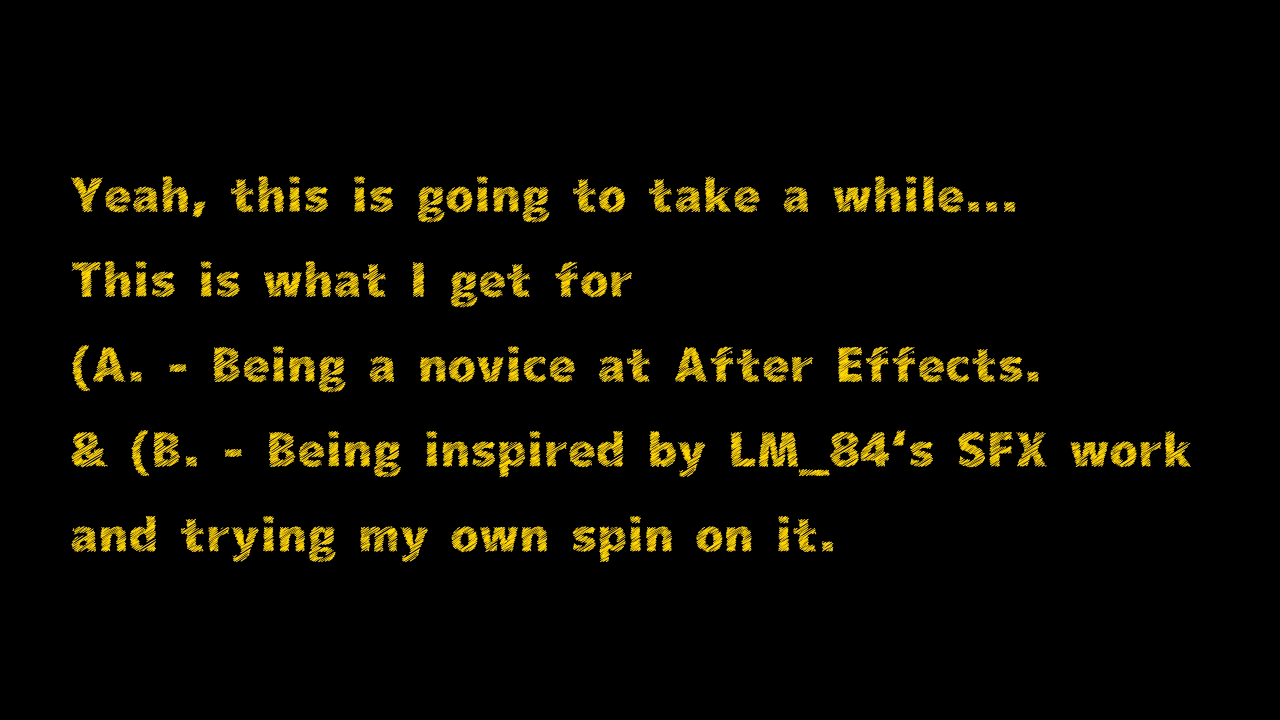 Yeah, this is going to take a while...
This is what I get for
(A. - Being a novice at After Effects.
& (B. - Being inspired by LM_84‘s SFX work
and trying my own spin on it.